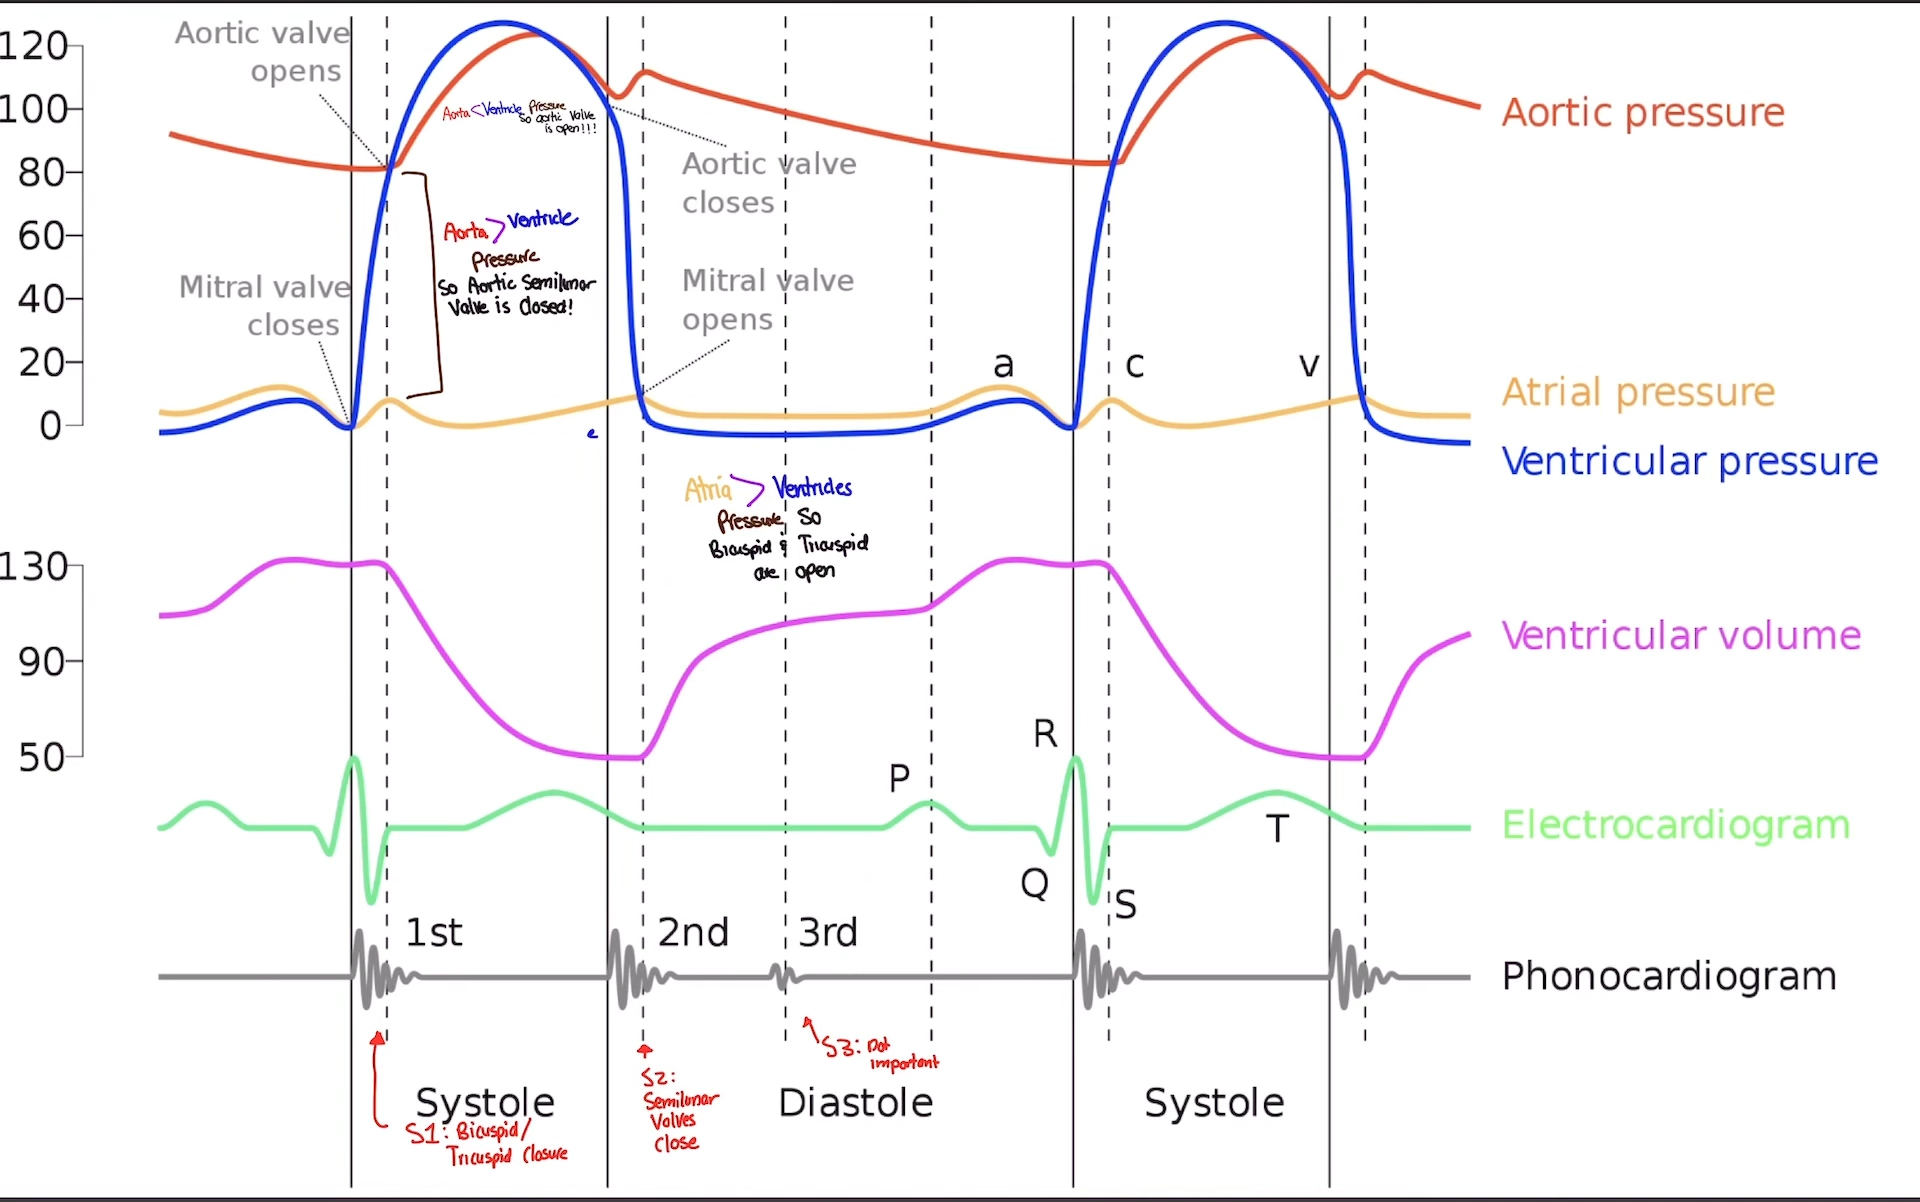 120
100
80
60
40
20
0
130
90
50
Aortic valve
opens
Mitral valve
closes
Aorta < Ventricle Pressure
So aortic Valve
is open!!!
Aortic valve
closes
Aorta > Ventricle
Pressure
So Aortic Semilunar
Valve is Closed!
Mitral valve
opens
a
c
v
e
Aortic pressure
Atrial pressure
Ventricular pressure
Atria > Ventricles
Pressure So
Bicuspid & Tricuspid
are open
Ventricular volume
R
P
Q
S
T
Electrocardiogram
1st
2nd
3rd
Phonocardiogram
S3: Not
important
Systole
Diastole
Systole
S1: Bicuspid/
Tricuspid Closure
S2:
Semilunar
Valves
Close